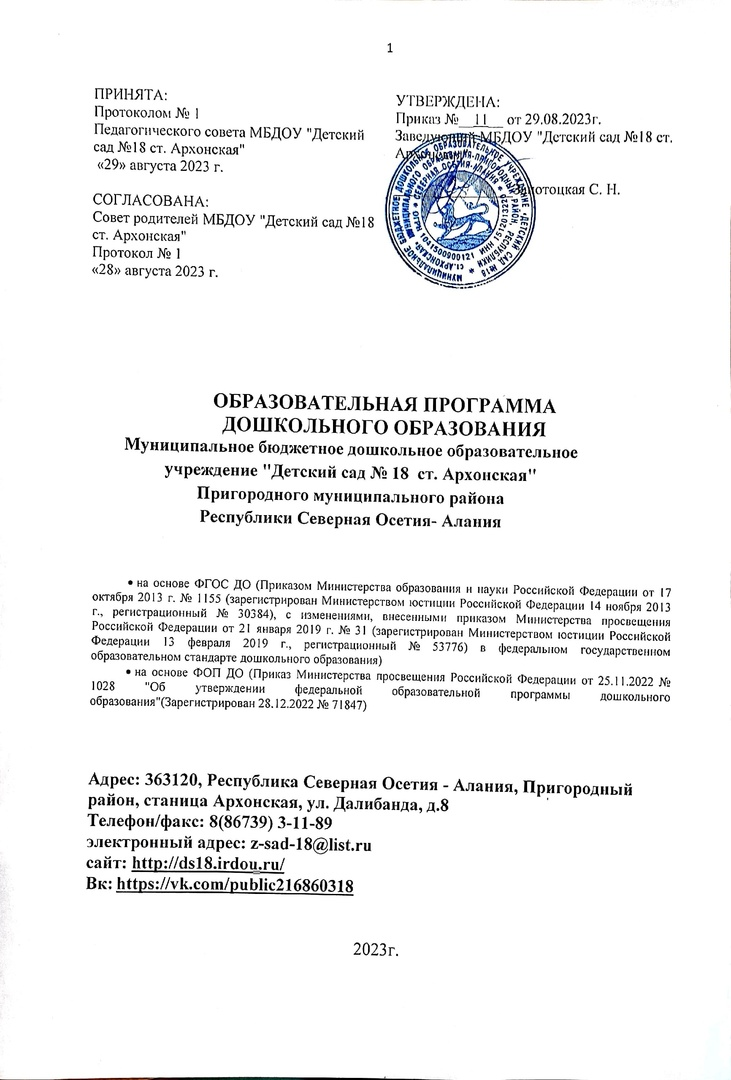 1
ПРИНЯТА:
Протоколом № 1
Педагогического совета МБДОУ "Детский
сад №18 ст. Архонская"
«29» августа 2023 г.
СОГЛАСОВАНА:
Совет родителей МБДОУ "Детский сад №18
ст. Архонская"
Протокол № 1
«28» августа 2023 г.
УТВЕРЖДЕНА:
Приказ № 11 от 29.08.2023г.
Заведующий МБДОУ "Детский сад №18 ст.
С. Н.
ОБРАЗОВАТЕЛЬНАЯ ПРОГРАММА
ДОШКОЛЬНОГО ОБРАЗОВАНИЯ
Муниципальное бюджетное дошкольное образовательное
учреждение "Детский сад № 18 ст. Архонская"
Пригородного муниципального района
Республики Северная Осетия- Алания
• на основе ФГОС ДО (Приказом Министерства образования и науки Российской Федерации от 17
октября 2013 г. № 1155 (зарегистрирован Министерством юстиции Российской Федерации 14 ноября 2013
г., регистрационный № 30384), с изменениями, внесенными приказом Министерства просвещения
Российской Федерации от 21 января 2019 г. № 31 (зарегистрирован Министерством юстиции Российской
Федерации 13 февраля 2019 г., регистрационный № 53776) в федеральном государственном
образовательном стандарте дошкольного образования)
• на основе ФОП ДО (Приказ Министерства просвещения Российской Федерации от 25.11.2022 №
1028 "Об утверждении федеральной образовательной программы дошкольного
образования"(Зарегистрирован 28.12.2022 № 71847)
Адрес: 363120, Республика Северная Осетия - Алания, Пригородный
район, станица Архонская, ул. Далибанда, д.8
Телефон/факс: 8(86739) 3-11-89
электронный адрес: z-sad-18@list.ru
сайт: http://ds18.irdou.ru/
Вк: https://vk.com/public216860318
2023г.